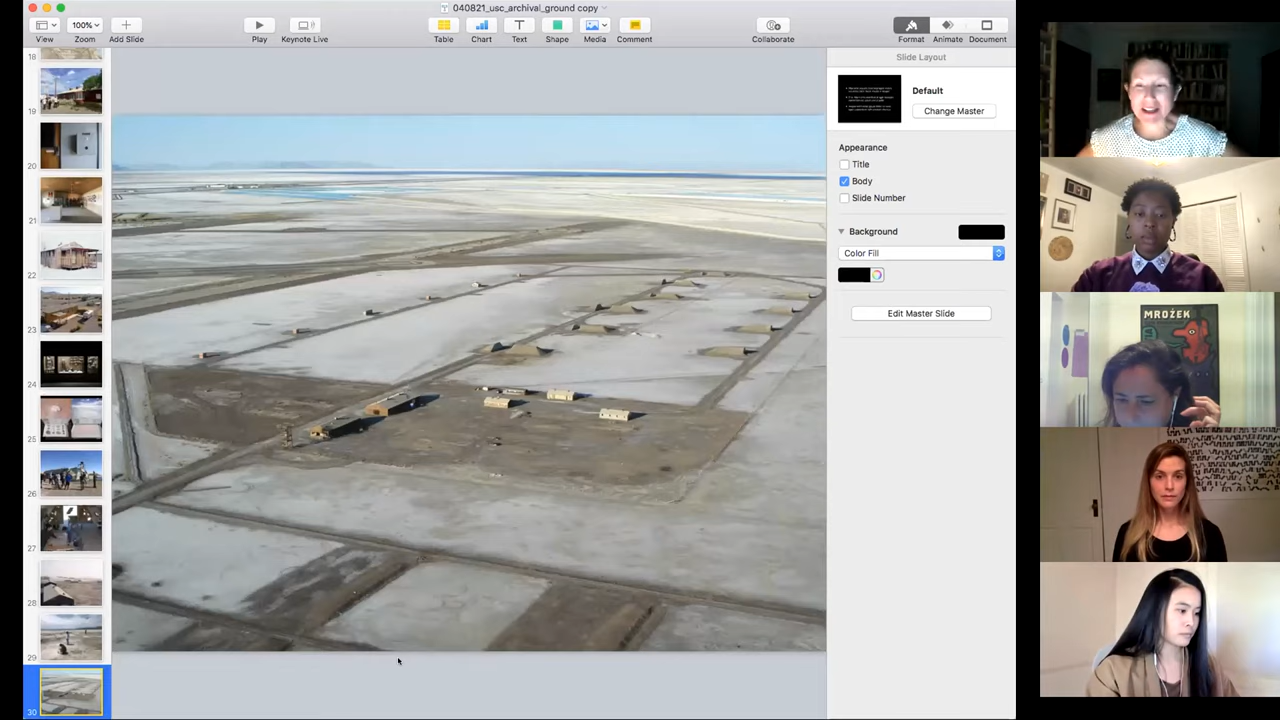 040821_usc_archival_ground copy
100%
View
Zoom
Add Slide
Play
Keynote Live
Table
Chart
Text
Shape
Media
Comment
Collaborate
Format
Animate
Document
18
19
20
21
22
23
24
25
26
27
28
29
30
Slide Layout
Default
Change Master
Appearance
Title
Body
Slide Number
Background
Color Fill
Edit Master Slide
MROŻEK